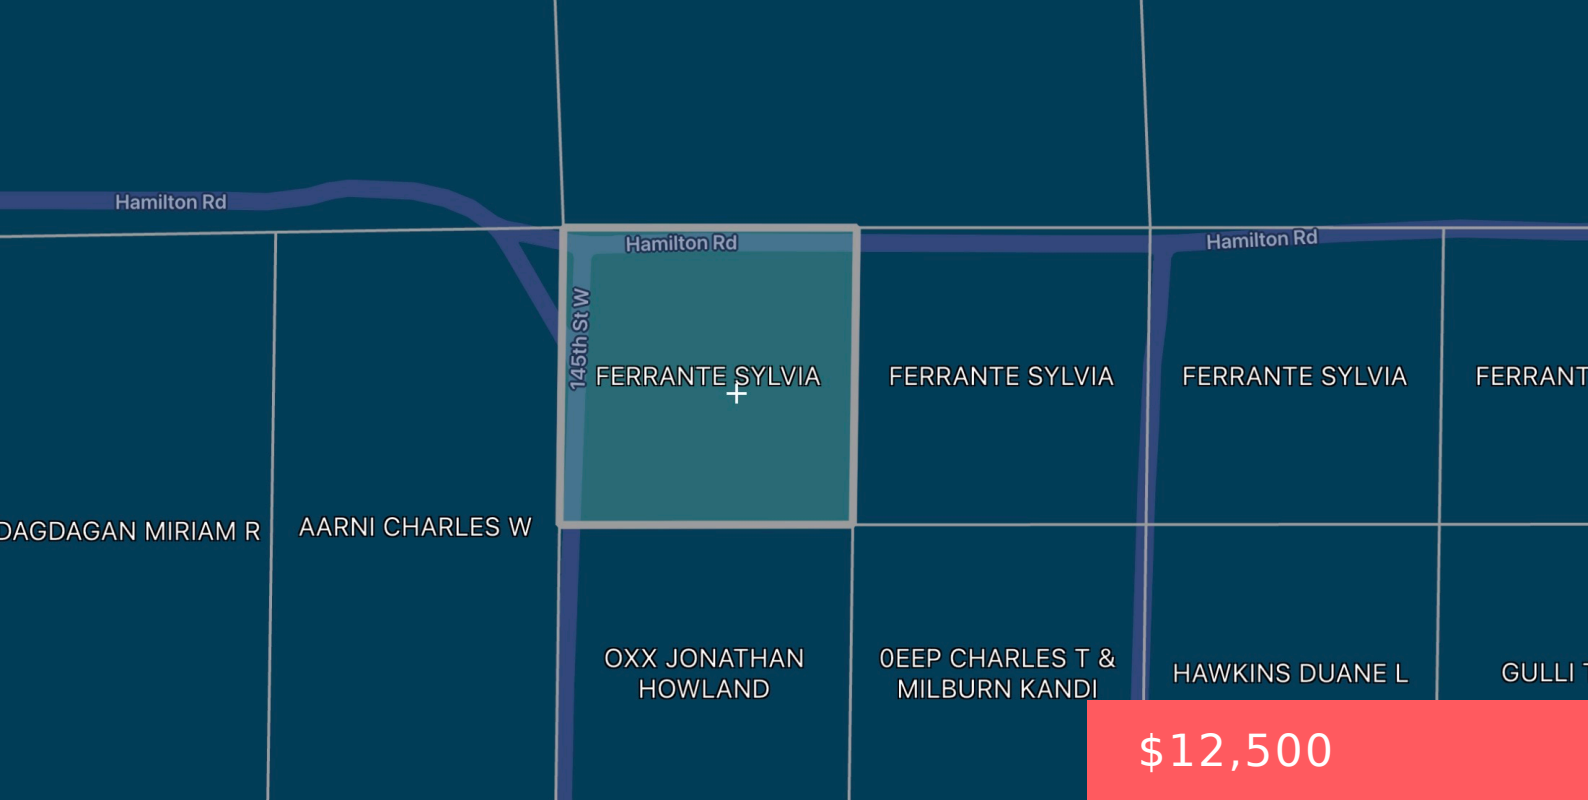 Hamilton Rd
Hamilton Rd
Hamilton Rd
145th St W
FERRANTE SYLVIA
FERRANTE SYLVIA
FERRANTE SYLVIA
FERRANT
DAGDAGAN MIRIAM R
AARNI CHARLES W
OXX JONATHAN
HOWLAND
0EEP CHARLES T &
MILBURN KANDI
HAWKINS DUANE L
GULLI T
$12,500